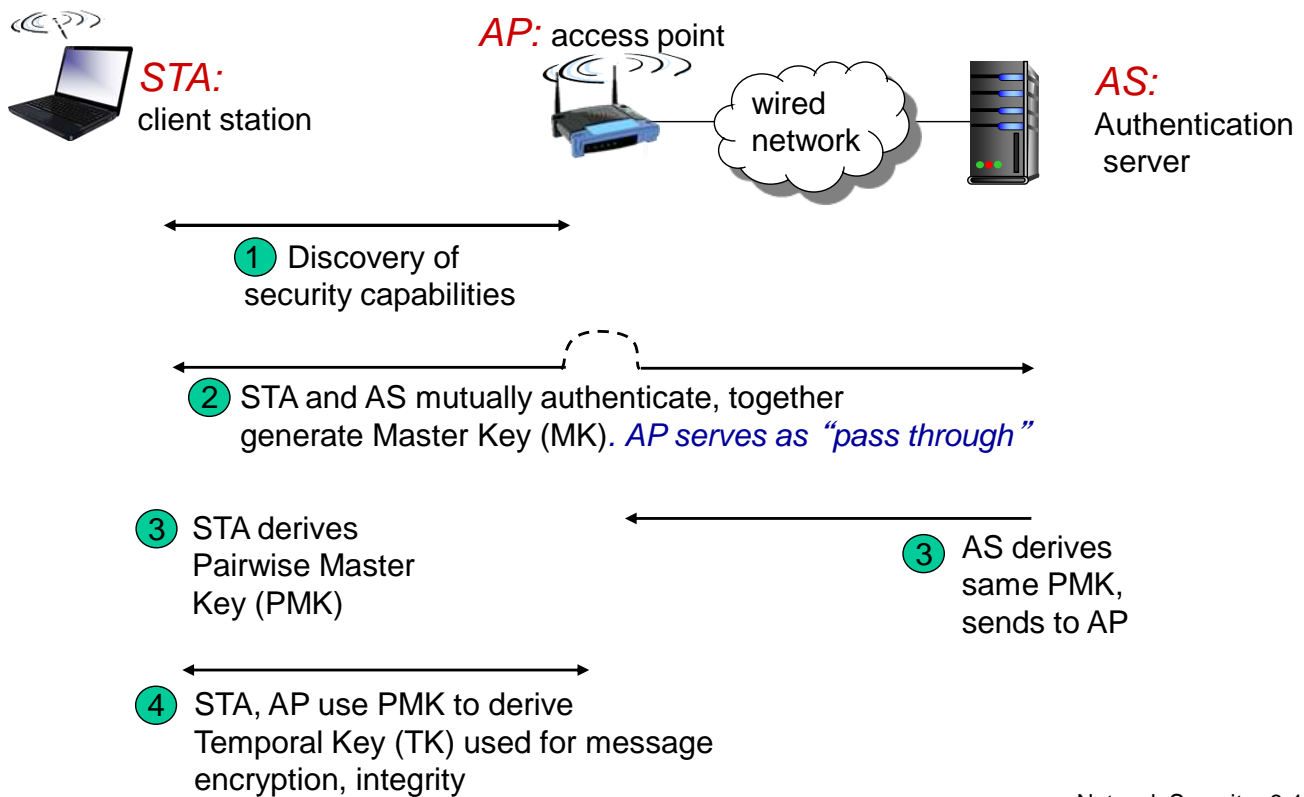 AP: access point
STA:
client station
wired
network
AS:
Authentication
server
1 Discovery of
security capabilities
2 STA and AS mutually authenticate, together
generate Master Key (MK). AP serves as “pass through”
3 STA derives
Pairwise Master
Key (PMK)
3 AS derives
same PMK,
sends to AP
4 STA, AP use PMK to derive
Temporal Key (TK) used for message
encryption, integrity